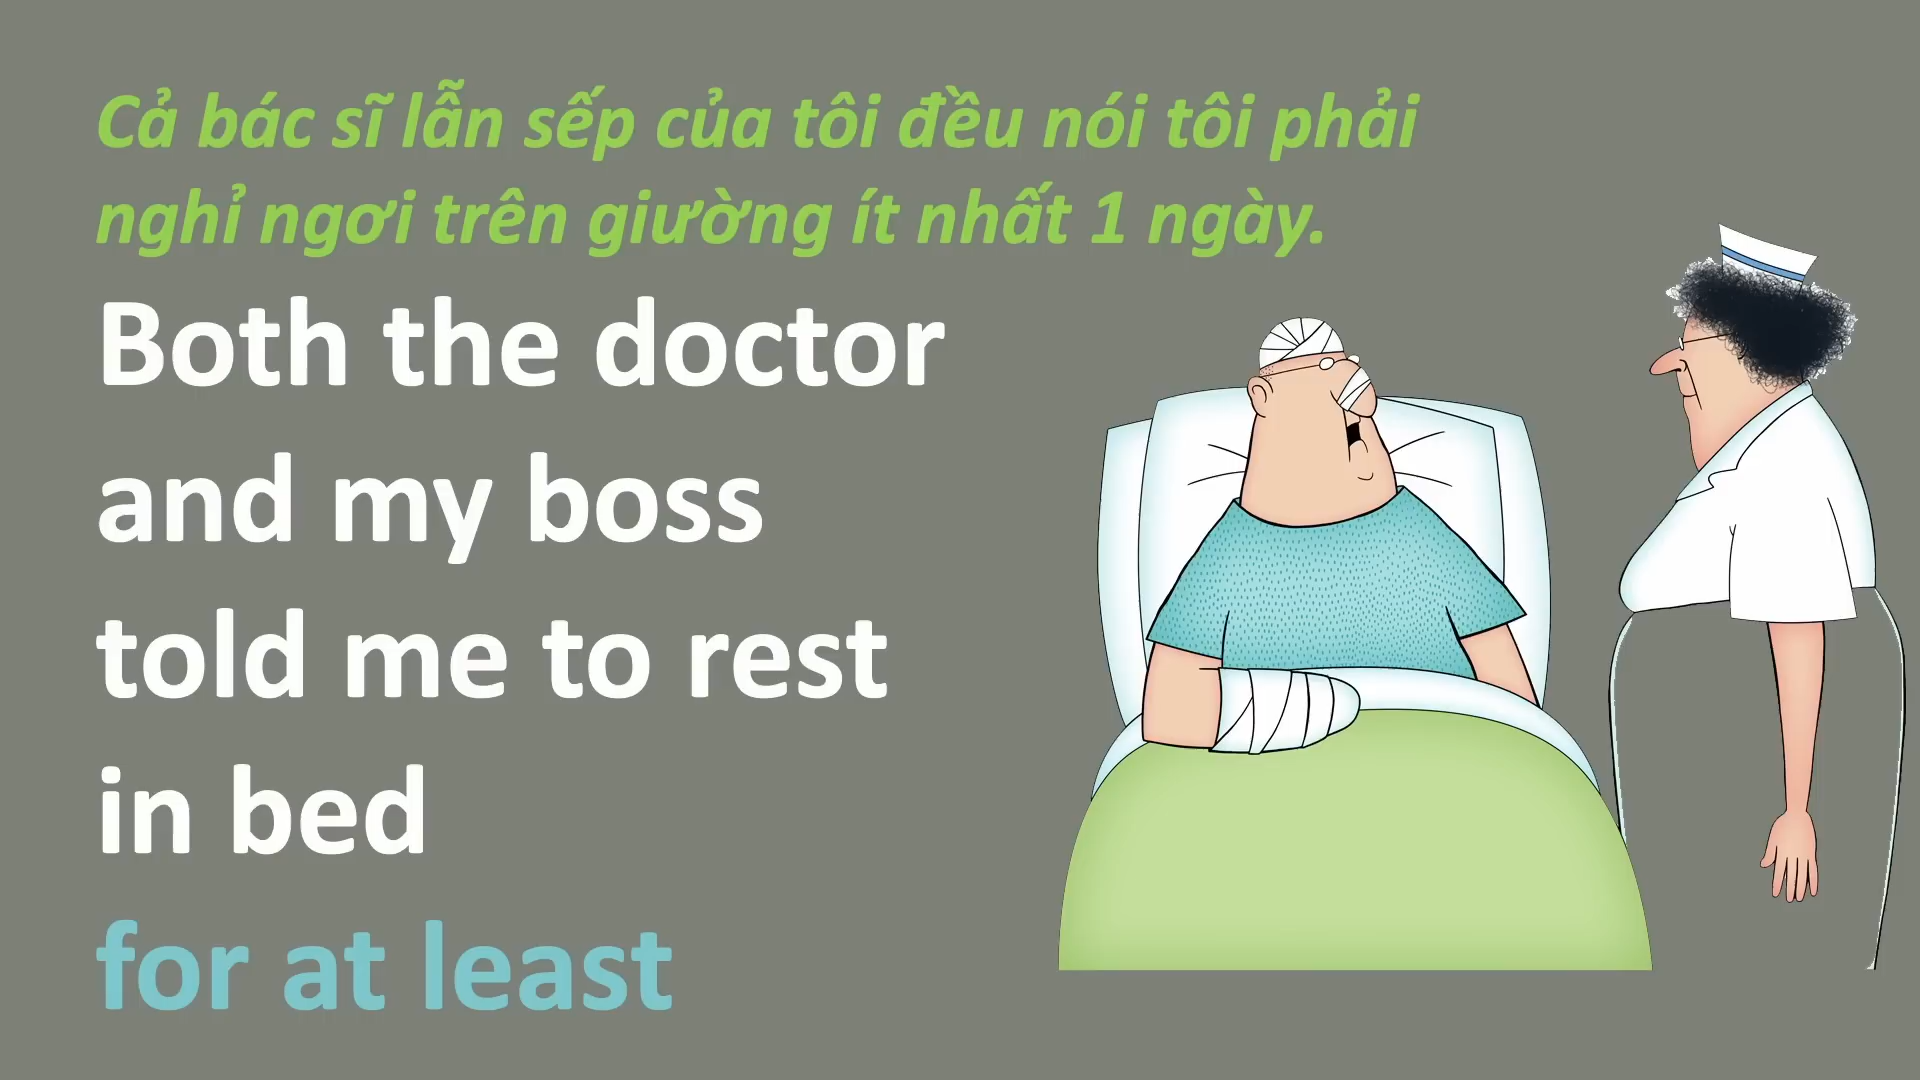 Cả bác sĩ lẫn sếp của tôi đều nói tôi phải
nghỉ ngơi trên giường ít nhất 1 ngày.
Both the doctor
and my boss
told me to rest
in bed
for at least